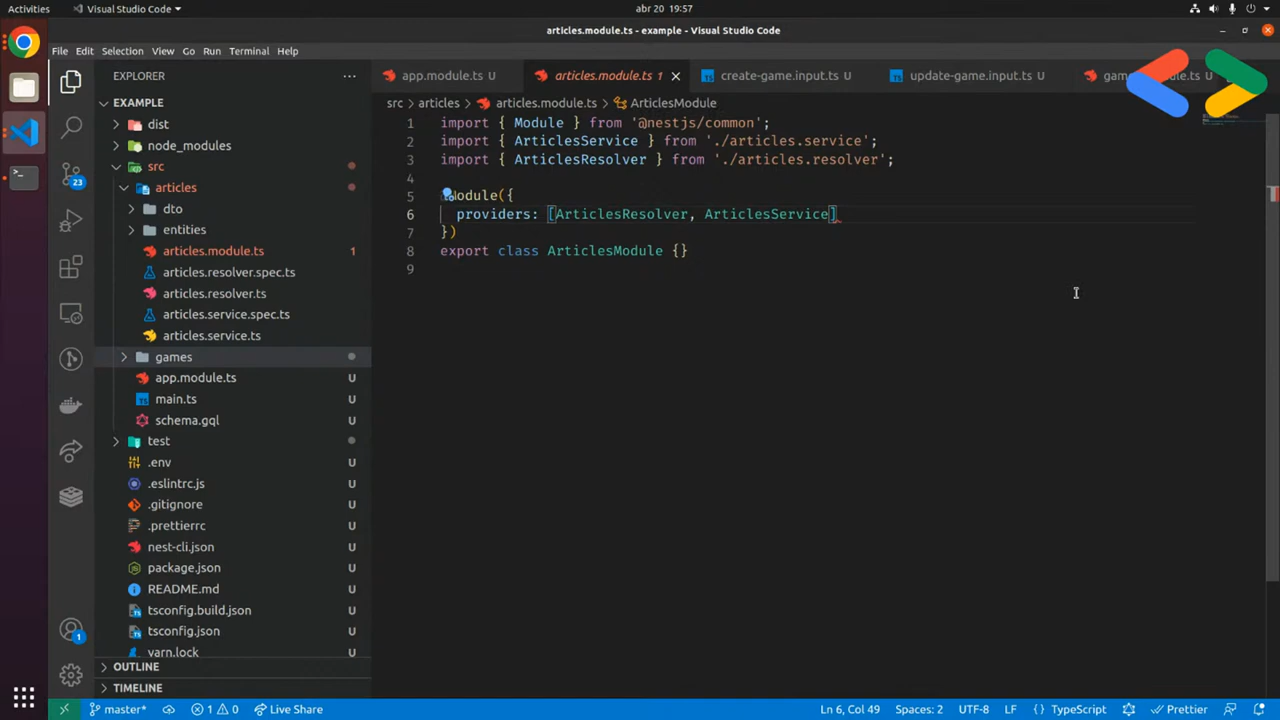 Activities
Visual Studio Code
abr 20 19:57
articles.module.ts - example - Visual Studio Code
File Edit Selection View Go Run Terminal Help
EXPLORER
EXAMPLE
dist
node_modules
src
articles
dto
entities
articles.module.ts 1
articles.resolver.spec.ts
articles.resolver.ts
articles.service.spec.ts
articles.service.ts
games
app.module.ts U
main.ts U
schema.gql U
test
.env U
.eslintrc.js U
.gitignore U
.prettierrc U
nest-cli.json U
package.json U
README.md U
tsconfig.build.json U
tsconfig.json U
yarn.lock U
OUTLINE
TIMELINE
23
1
app.module.ts U
articles.module.ts 1
create-game.input.ts U
update-game.input.ts U
src > articles > articles.module.ts > ArticlesModule
1 import { Module } from '@nestjs/common';
2 import { ArticlesService } from './articles.service';
3 import { ArticlesResolver } from './articles.resolver';
4
5 Module({
6 providers: [ArticlesResolver, ArticlesService]
7 })
8 export class ArticlesModule {}
9
master* 1 0 Live Share
Ln 6, Col 49 Spaces: 2 UTF-8 LF { } TypeScript Prettier